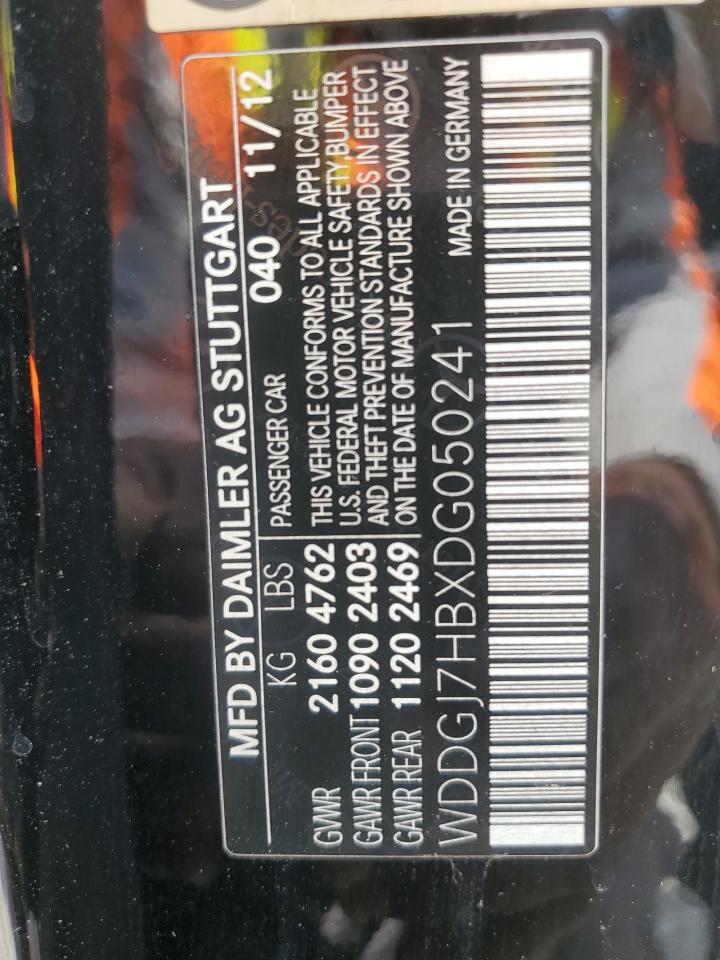 MFD BY DAIMLER AG STUTTGART
KG LBS PASSENGER CAR 040 11/12
GVWR 2160 4762
GAWR FRONT 1090 2403
GAWR REAR 1120 2469
THIS VEHICLE CONFORMS TO ALL APPLICABLE
U.S. FEDERAL MOTOR VEHICLE SAFETY,BUMPER
AND THEFT PREVENTION STANDARDS IN EFFECT
ON THE DATE OF MANUFACTURE SHOWN ABOVE
WDDGJ7HBXDG050241 MADE IN GERMANY